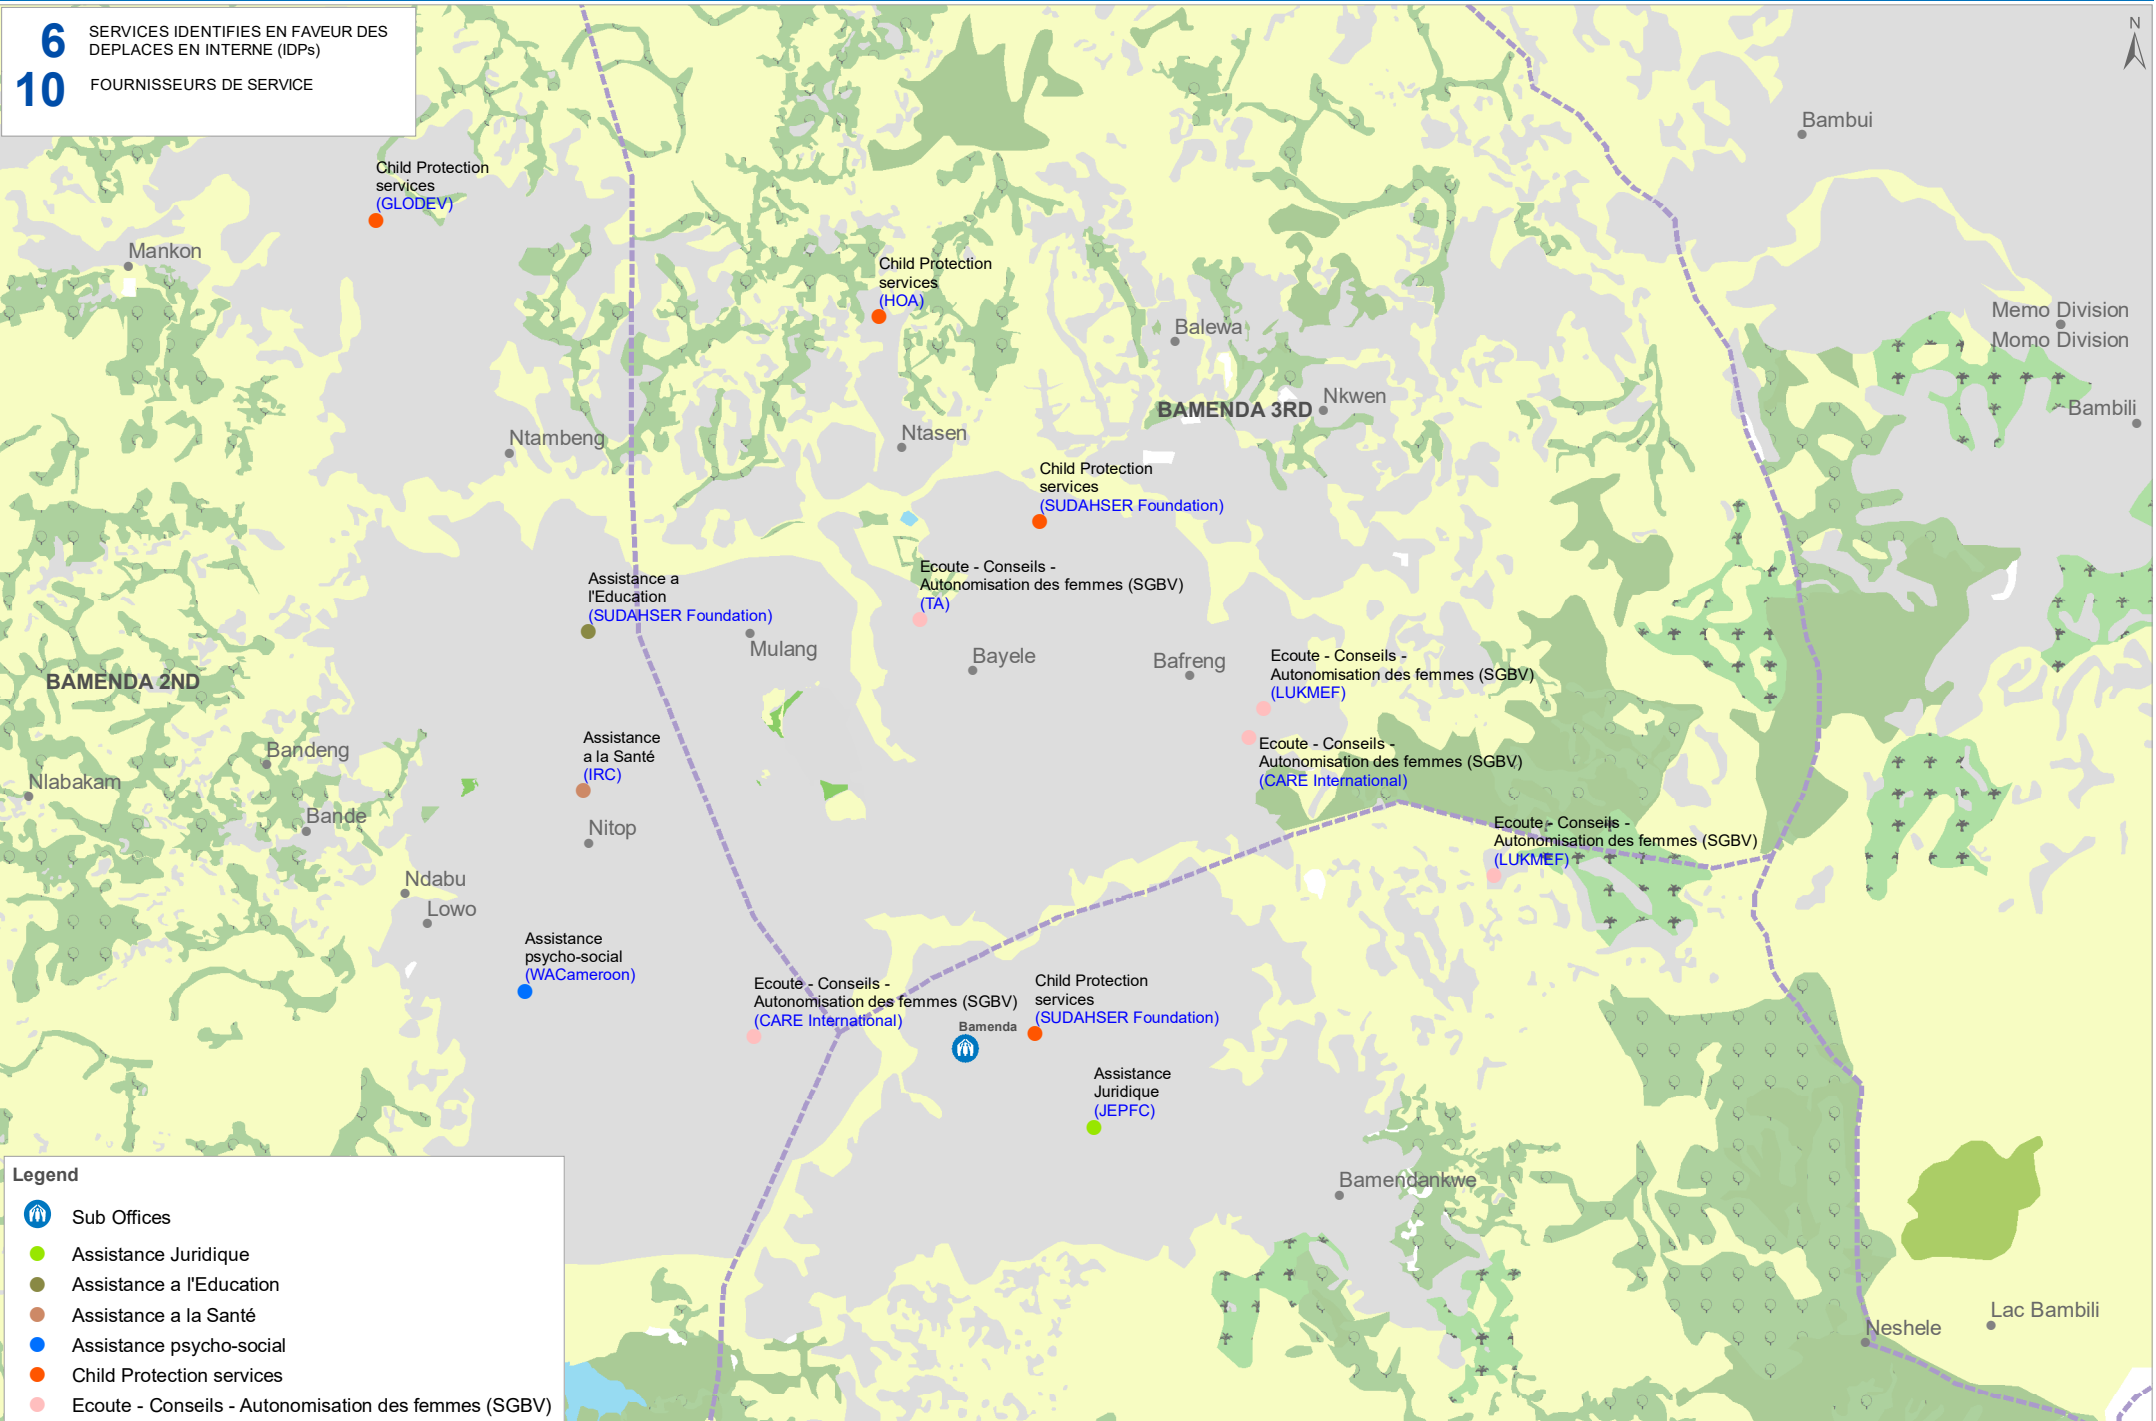 6 SERVICES IDENTIFIES EN FAVEUR DES
DEPLACES EN INTERNE (IDPs)
10 FOURNISSEURS DE SERVICE
N
Bambui
Child Protection
services
(GLODEV)
Mankon
Child Protection
services
(HOA)
Memo Division
Balewa
Momo Division
Nkwen
BAMENDA 3RD
Bambili
Ntasen
Ntambeng
Child Protection
services
(SUDAHSER Foundation)
Ecoute - Conseils -
Autonomisation des femmes (SGBV)
(TA)
Assistance a
l'Education
(SUDAHSER Foundation)
Mulang
Bayele
Bafreng
Ecoute - Conseils -
Autonomisation des femmes (SGBV)
(LUKMEF)
BAMENDA 2ND
Assistance
a la Santé
(IRC)
Ecoute - Conseils -
Autonomisation des femmes (SGBV)
(CARE International)
Bandeng
Nlabakam
Bande
Nitop
Ecoute - Conseils -
Autonomisation des femmes (SGBV)
(LUKMEF)
Ndabu
Lowo
Assistance
psycho-social
(WACameroon)
Ecoute - Conseils -
Autonomisation des femmes (SGBV)
(CARE International)
Child Protection
services
(SUDAHSER Foundation)
Bamenda
Assistance
Juridique
(JEPFC)
Bamendankwe
Lac Bambili
Neshele
Legend
Sub Offices
Assistance Juridique
Assistance a l'Education
Assistance a la Santé
Assistance psycho-social
Child Protection services
Ecoute - Conseils - Autonomisation des femmes (SGBV)